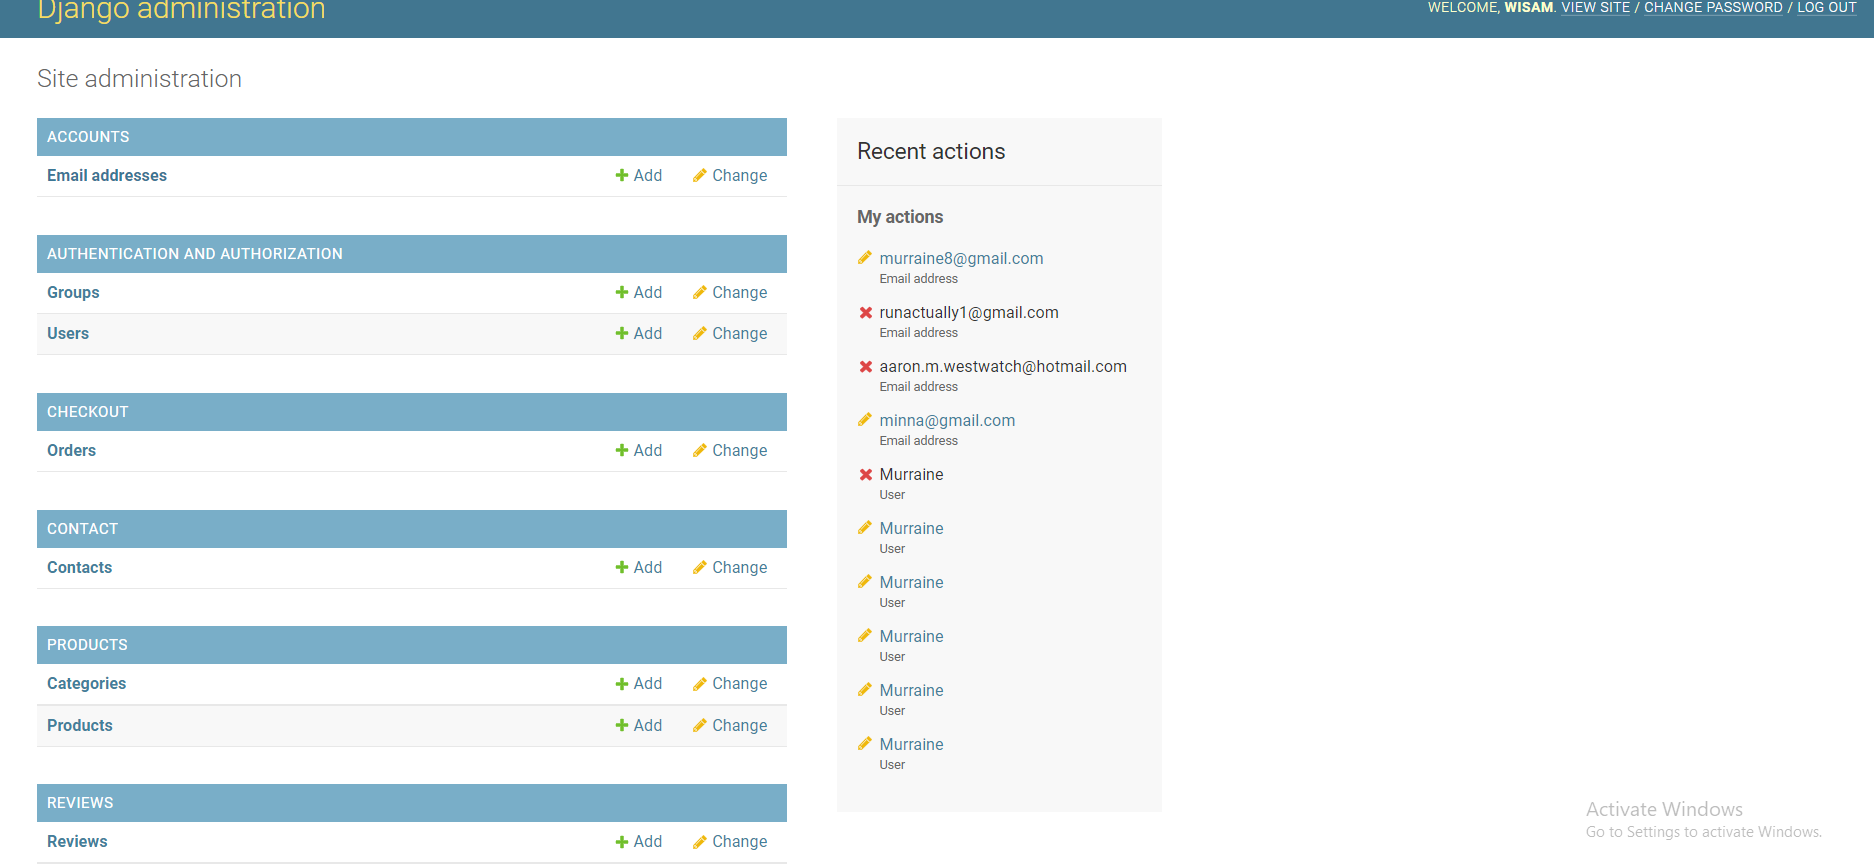 Django administration
WELCOME, WISAM. VIEW SITE / CHANGE PASSWORD / LOG OUT
Site administration
ACCOUNTS
Email addresses Add Change
AUTHENTICATION AND AUTHORIZATION
Groups Add Change
Users Add Change
CHECKOUT
Orders Add Change
CONTACT
Contacts Add Change
PRODUCTS
Categories Add Change
Products Add Change
REVIEWS
Reviews Add Change
Recent actions
My actions
murraine8@gmail.com
Email address
runactually1@gmail.com
Email address
aaron.m.westwatch@hotmail.com
Email address
minna@gmail.com
Email address
Murraine
User
Murraine
User
Murraine
User
Murraine
User
Murraine
User
Murraine
User
Activate Windows
Go to Settings to activate Windows.